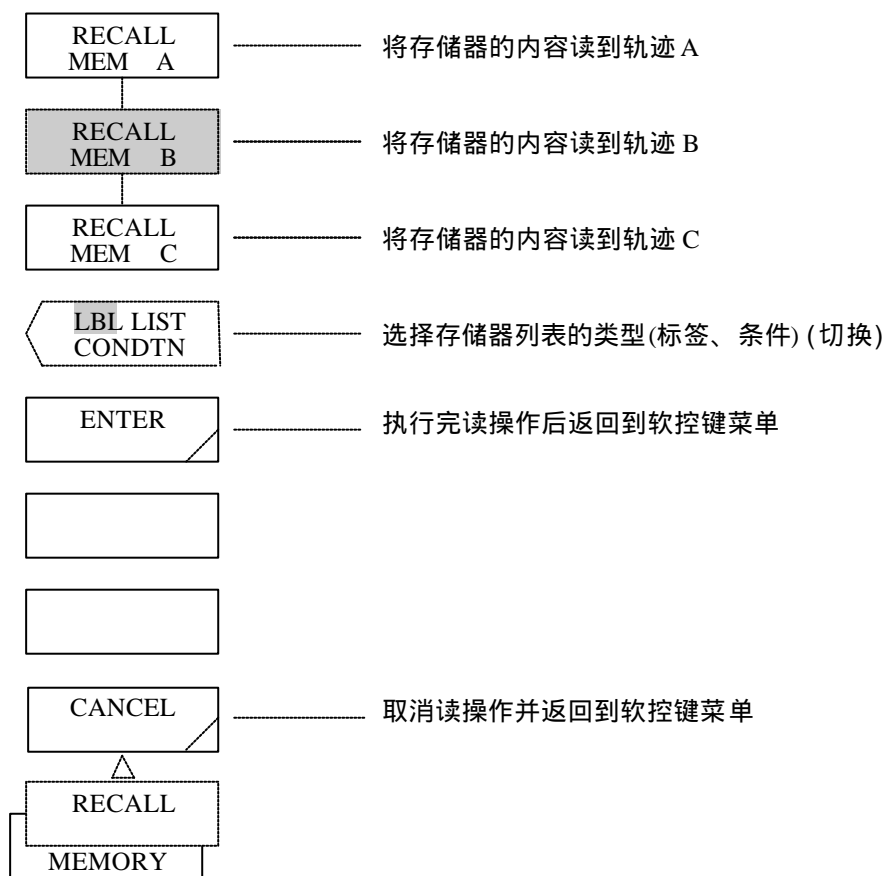 RECALL
MEM A
将存储器的内容读到轨迹 A
RECALL
MEM B
将存储器的内容读到轨迹 B
RECALL
MEM C
将存储器的内容读到轨迹 C
LBL LIST
CONDTN
选择存储器列表的类型(标签、条件) (切换)
ENTER
执行完读操作后返回到软控键菜单
CANCEL
取消读操作并返回到软控键菜单
RECALL
MEMORY